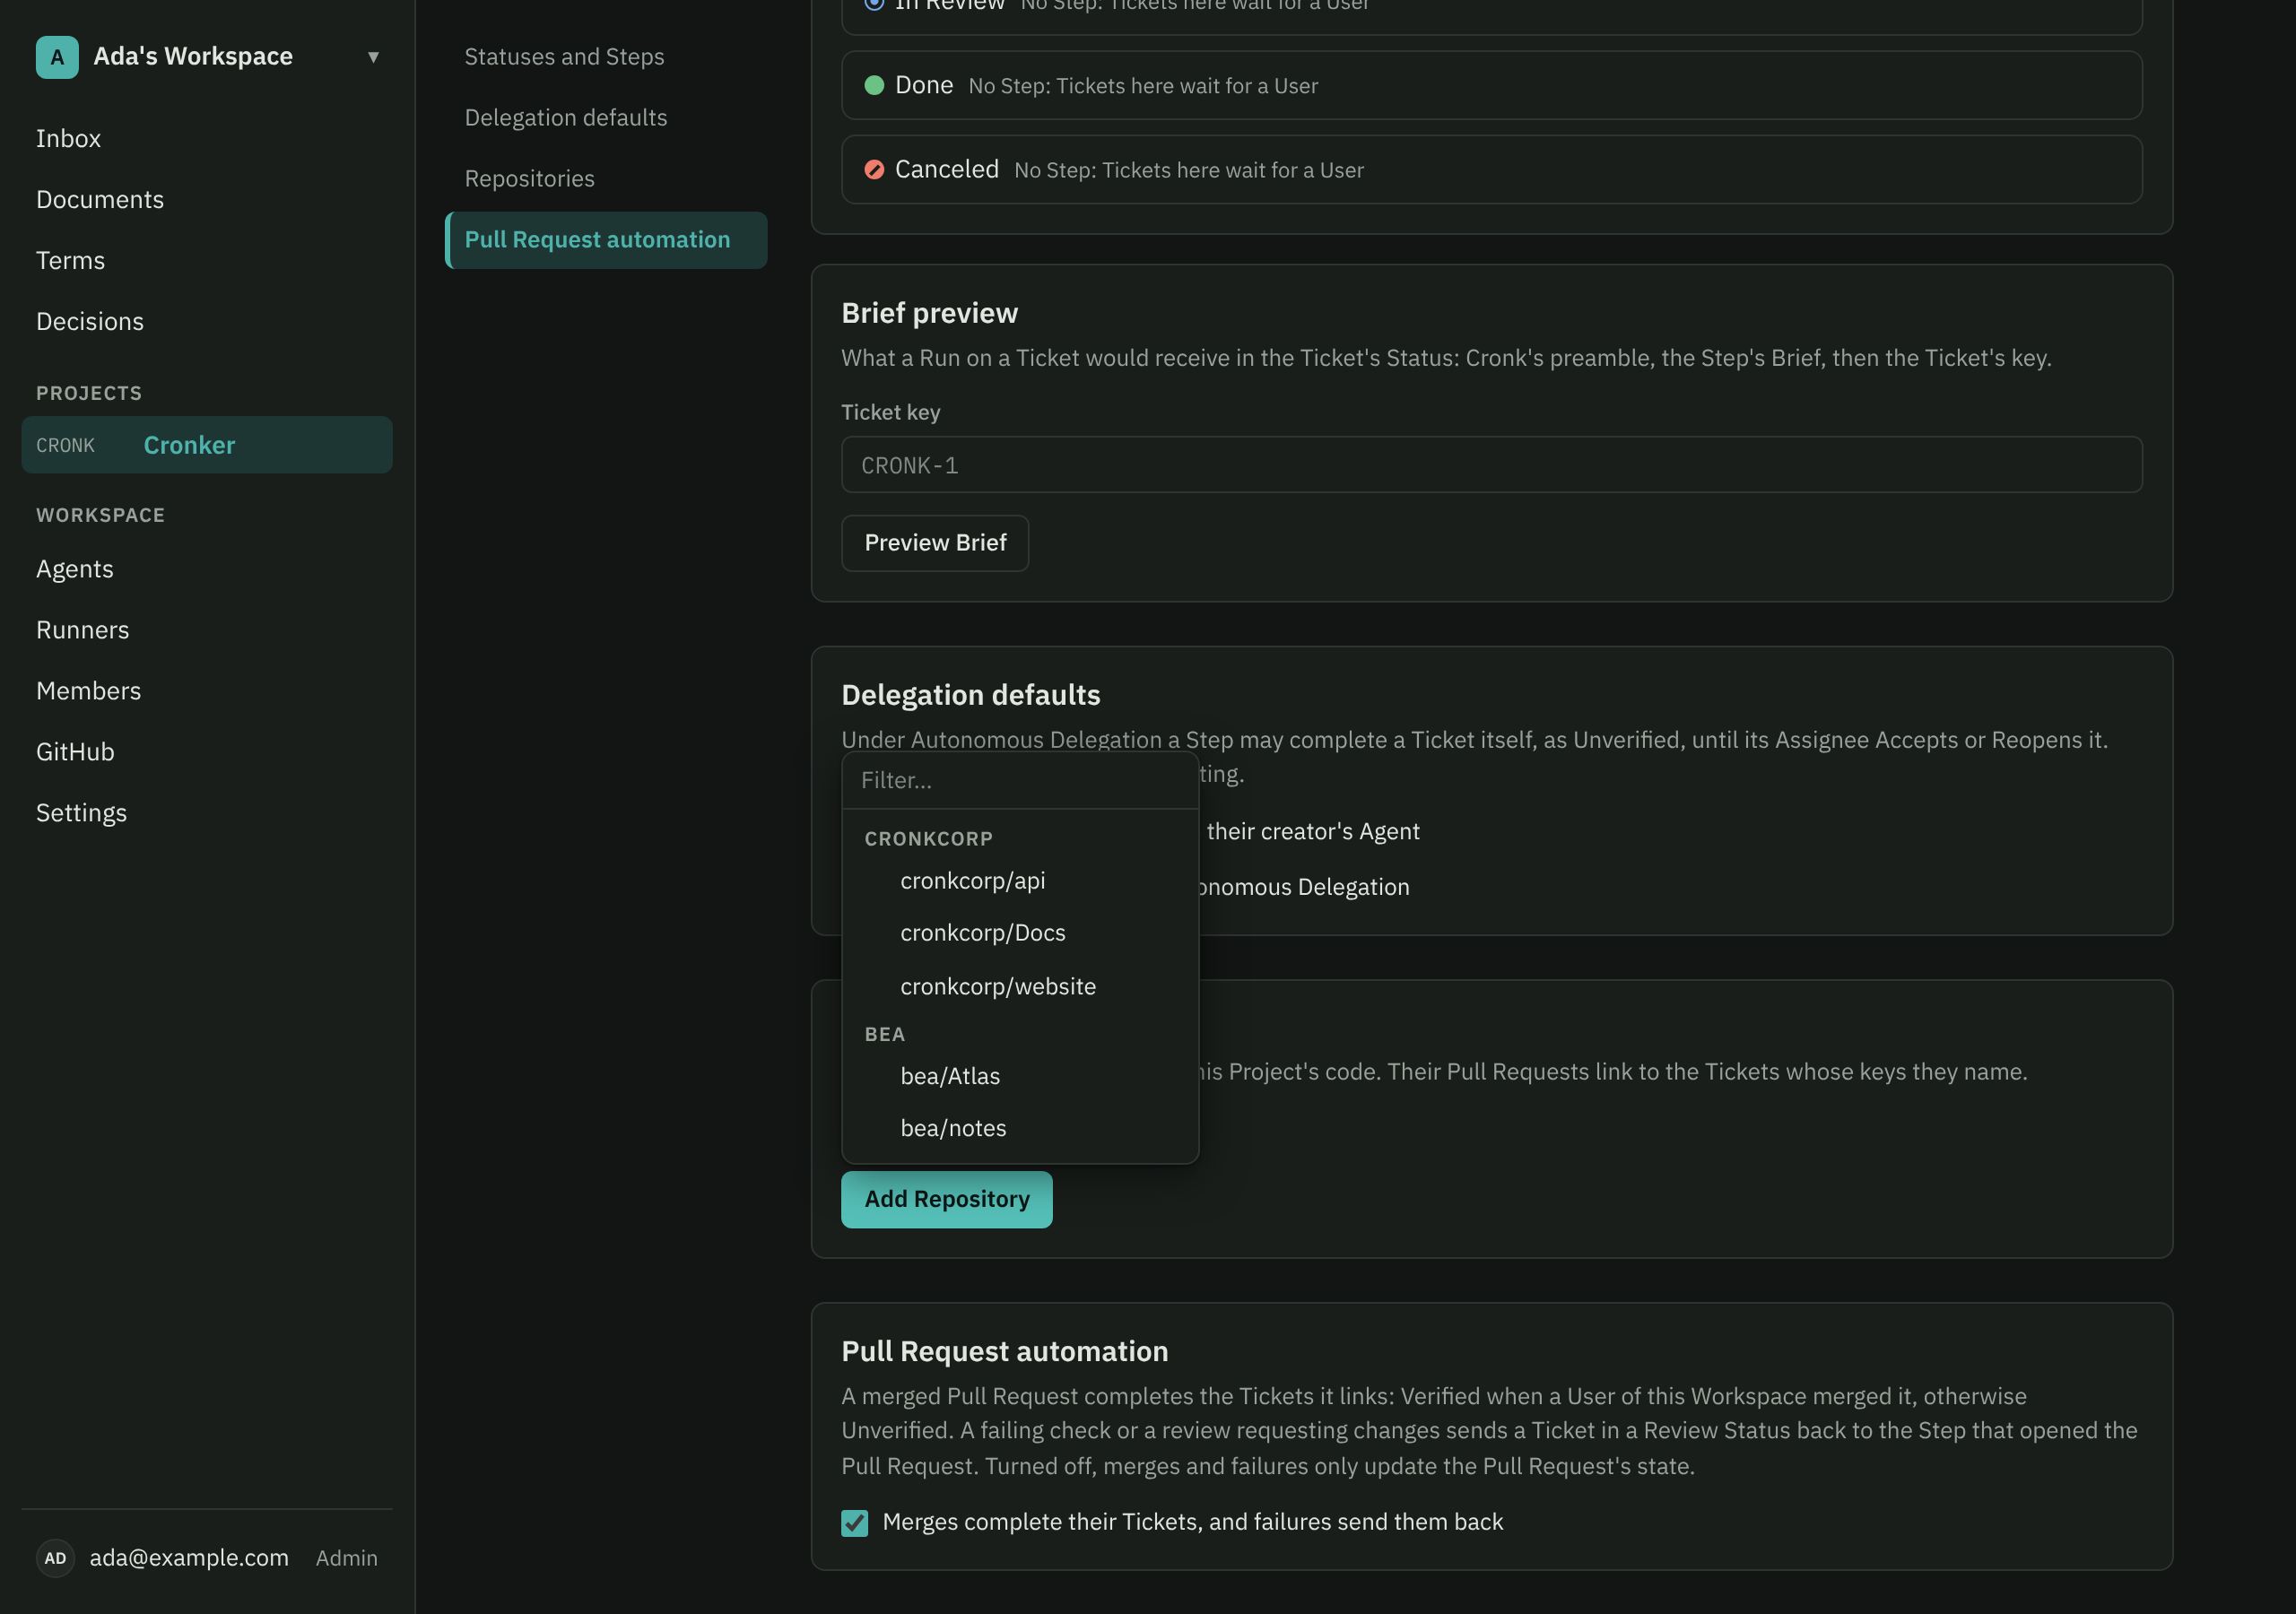 A Ada's Workspace ▼
Inbox
Documents
Terms
Decisions
PROJECTS
CRONK Cronker
WORKSPACE
Agents
Runners
Members
GitHub
Settings
AD ada@example.com Admin
Statuses and Steps
Delegation defaults
Repositories
Pull Request automation
In Review No Step: Tickets here wait for a User
Done No Step: Tickets here wait for a User
Canceled No Step: Tickets here wait for a User
Brief preview
What a Run on a Ticket would receive in the Ticket's Status: Cronk's preamble, the Step's Brief, then the Ticket's key.
Ticket key
CRONK-1
Preview Brief
Delegation defaults
Under Autonomous Delegation a Step may complete a Ticket itself, as Unverified, until its Assignee Accepts or Reopens it.
their creator's Agent
Delegation
Filter...
CRONKCORP
cronkcorp/api
cronkcorp/Docs
cronkcorp/website
BEA
bea/Atlas
bea/notes
Project's code. Their Pull Requests link to the Tickets whose keys they name.
Add Repository
Pull Request automation
A merged Pull Request completes the Tickets it links: Verified when a User of this Workspace merged it, otherwise
Unverified. A failing check or a review requesting changes sends a Ticket in a Review Status back to the Step that opened the
Pull Request. Turned off, merges and failures only update the Pull Request's state.
Merges complete their Tickets, and failures send them back